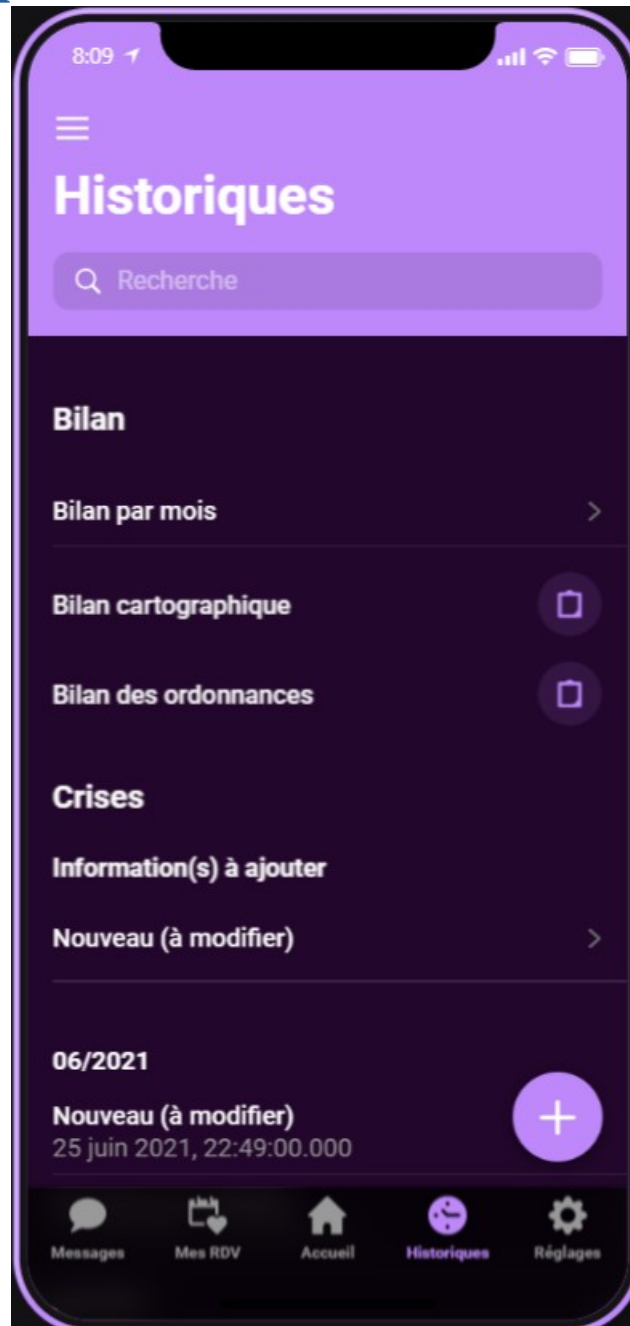 8:09
Historiques
Recherche
Bilan
Bilan par mois
Bilan cartographique
Bilan des ordonnances
Crises
Information(s) à ajouter
Nouveau (à modifier)
06/2021
Nouveau (à modifier)
25 juin 2021, 22:49:00.000
Messages Mes RDV Accueil Historiques Réglages